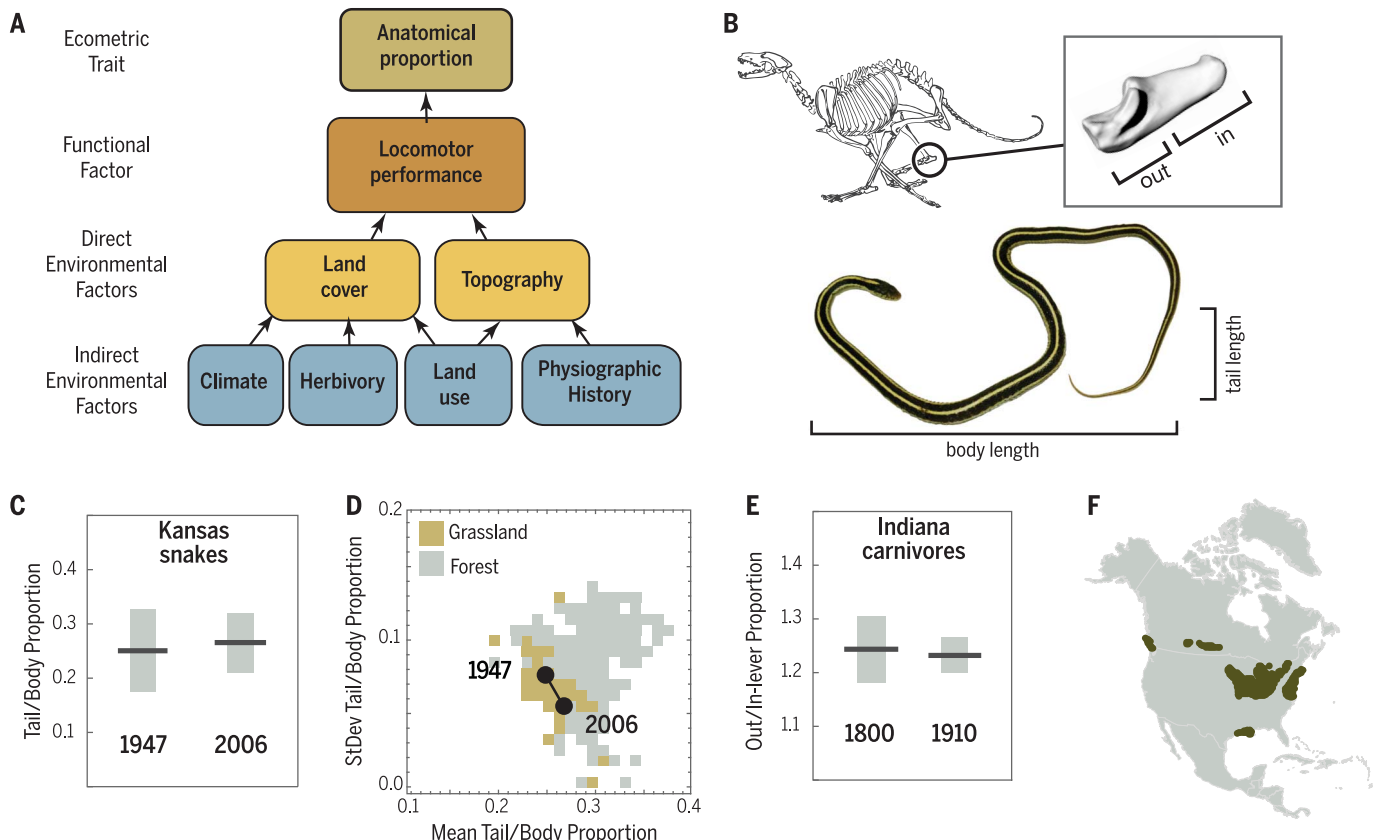 A
Ecometric
Trait
Anatomical
proportion
Functional
Factor
Locomotor
performance
Direct
Environmental
Factors
Land
cover
Topography
Indirect
Environmental
Factors
Climate
Herbivory
Land
use
Physiographic
History
B
out
in
tail length
body length
C
Kansas
snakes
Tail/Body Proportion
0.4
0.3
0.2
0.1
1947
2006
D
StDev Tail/Body Proportion
0.2
0.1
0.0
Grassland
Forest
1947
2006
0.1
0.2
0.3
0.4
Mean Tail/Body Proportion
E
Indiana
carnivores
Out/In-lever Proportion
1.4
1.3
1.2
1.1
1800
1910
F